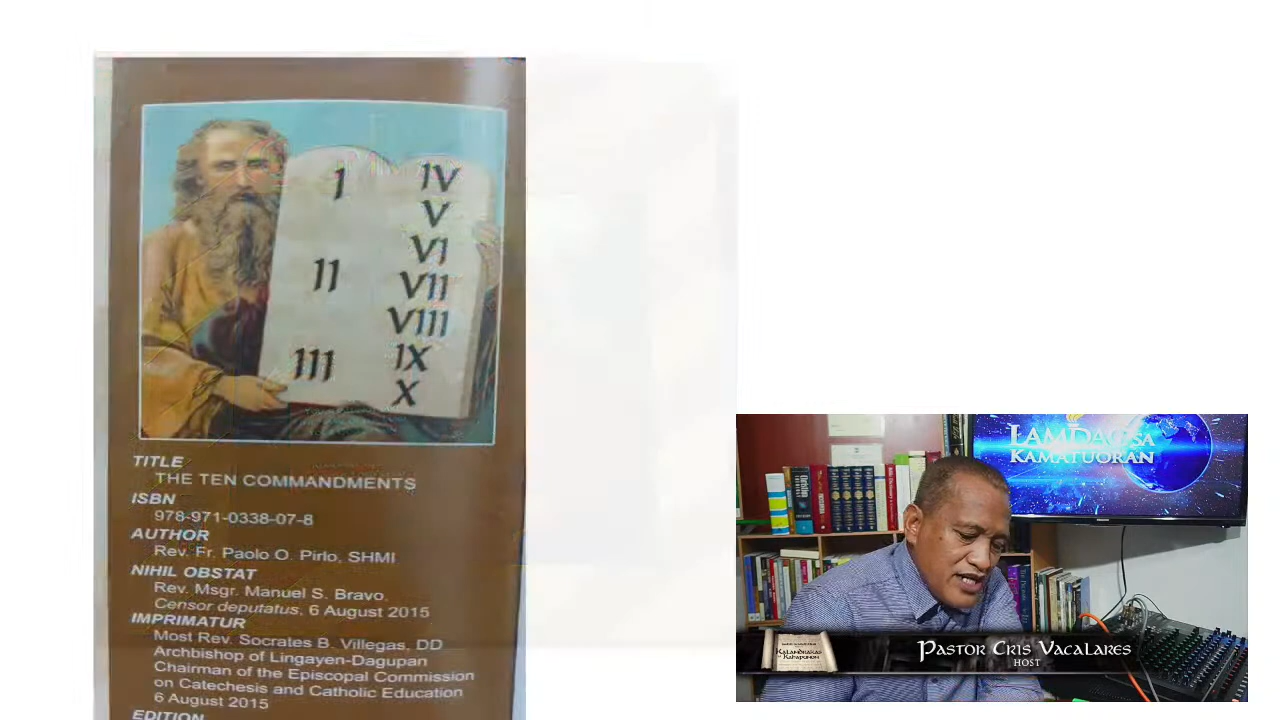 I
II
III
IV
V
VI
VII
VIII
IX
X
TITLE
THE TEN COMMANDMENTS
ISBN
978-971-0338-07-8
AUTHOR
Rev. Fr. Paolo O. Pirlo, SHMI
NIHIL OBSTAT
Rev. Msgr. Manuel S. Bravo,
Censor deputatus, 6 August 2015
IMPRIMATUR
Most Rev. Socrates B. Villegas, DD
Archbishop of Lingayen-Dagupan
Chairman of the Episcopal Commission
on Catechesis and Catholic Education
6 August 2015
EDITION
LAMDAG SA
KAMATUORAN
PASTOR CRIS VACALARES
HOST